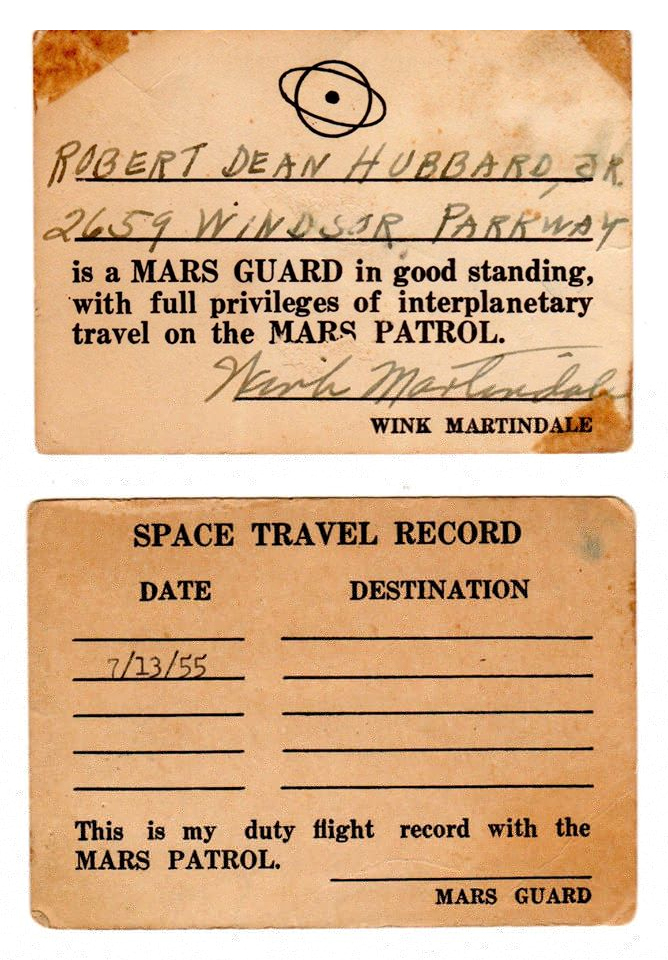 ROBERT DEAN HUBBARD, JR.
2659 WINDSOR PARKWAY
is a MARS GUARD in good standing,
with full privileges of interplanetary
travel on the MARS PATROL.
Wink Martindale
WINK MARTINDALE
SPACE TRAVEL RECORD
DATE DESTINATION
7/13/55
This is my duty flight record with the
MARS PATROL.
MARS GUARD